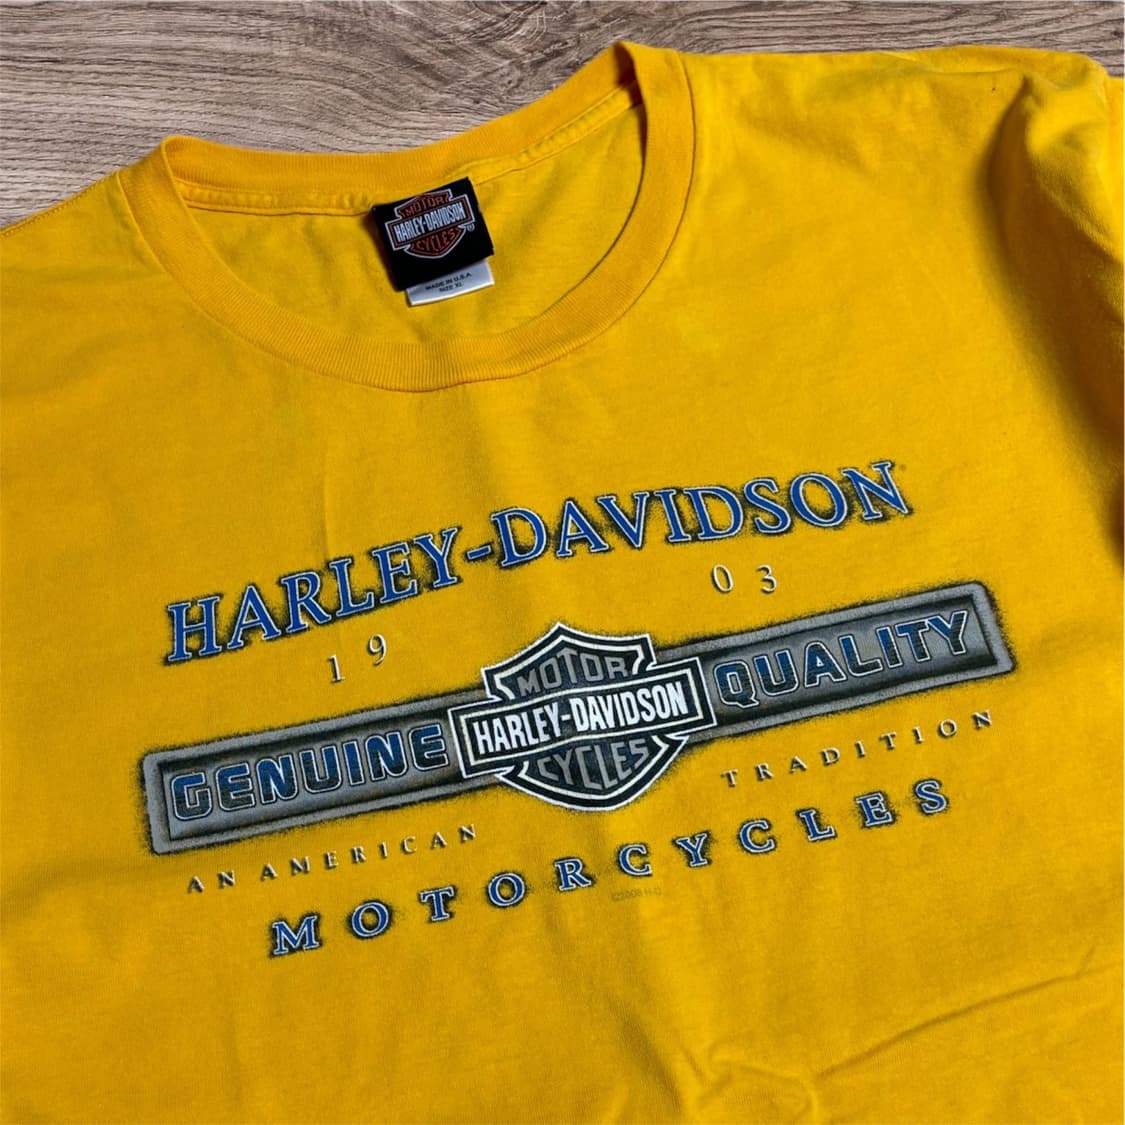 MOTOR
HARLEY-DAVIDSON
CYCLES
®
MADE IN U.S.A.
SIZE XL
HARLEY-DAVIDSON
19 03
GENUINE QUALITY
MOTOR
HARLEY-DAVIDSON
CYCLES
AN AMERICAN TRADITION
MOTORCYCLES